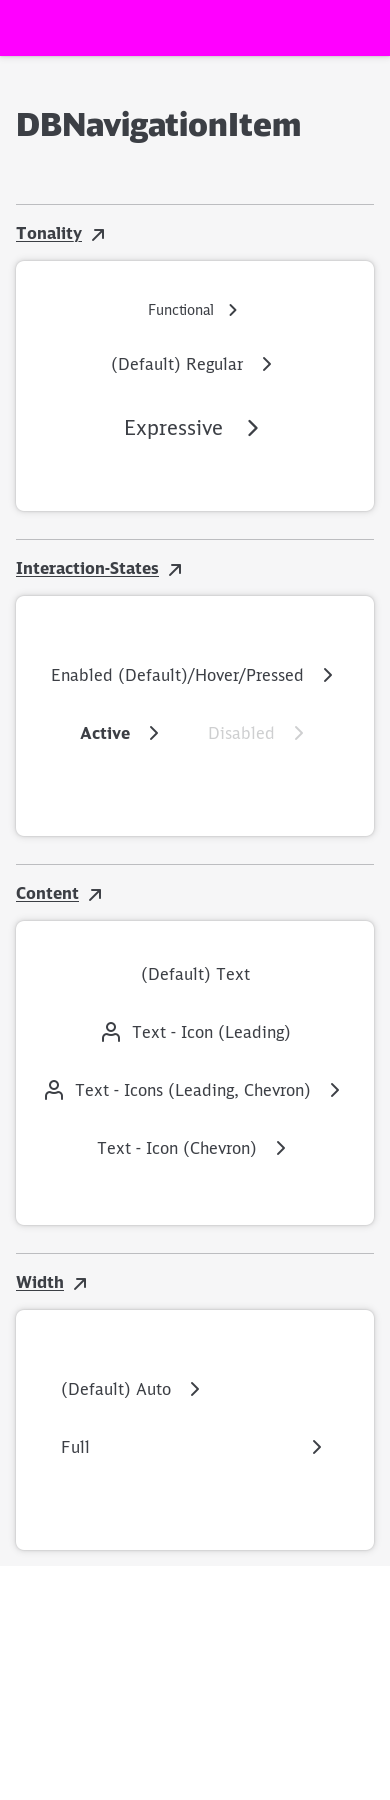 DBNavigationItem
Tonality
Functional
(Default) Regular
Expressive
Interaction-States
Enabled (Default)/Hover/Pressed
Active Disabled
Content
(Default) Text
Text - Icon (Leading)
Text - Icons (Leading, Chevron)
Text - Icon (Chevron)
Width
(Default) Auto
Full